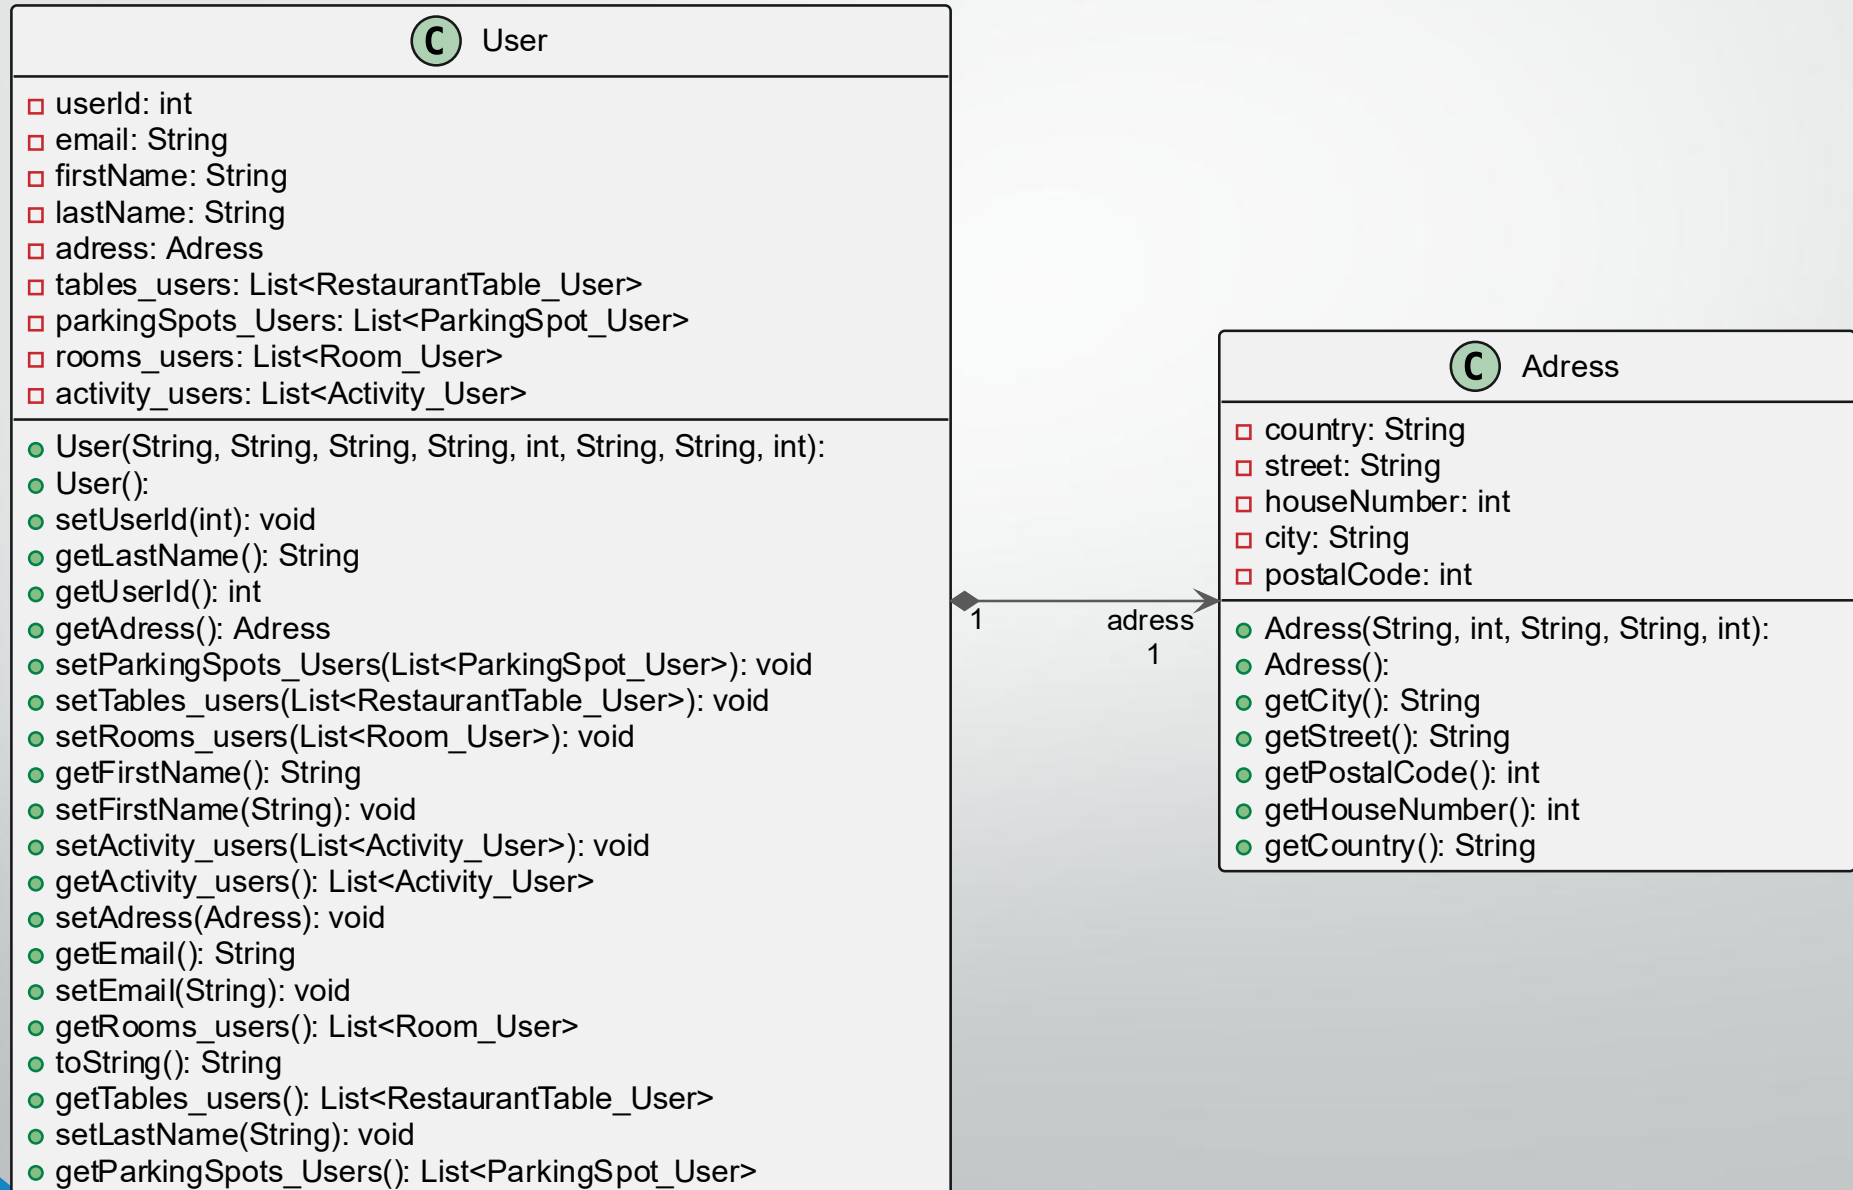 C User
userId: int
email: String
firstName: String
lastName: String
adress: Adress
tables_users: List<RestaurantTable_User>
parkingSpots_Users: List<ParkingSpot_User>
rooms_users: List<Room_User>
activity_users: List<Activity_User>
User(String, String, String, String, int, String, String, int):
User():
setUserId(int): void
getLastName(): String
getUserId(): int
getAdress(): Adress
setParkingSpots_Users(List<ParkingSpot_User>): void
setTables_users(List<RestaurantTable_User>): void
setRooms_users(List<Room_User>): void
getFirstName(): String
setFirstName(String): void
setActivity_users(List<Activity_User>): void
getActivity_users(): List<Activity_User>
setAdress(Adress): void
getEmail(): String
setEmail(String): void
getRooms_users(): List<Room_User>
toString(): String
getTables_users(): List<RestaurantTable_User>
setLastName(String): void
getParkingSpots_Users(): List<ParkingSpot_User>
1
adress
1
C Adress
country: String
street: String
houseNumber: int
city: String
postalCode: int
Adress(String, int, String, String, int):
Adress():
getCity(): String
getStreet(): String
getPostalCode(): int
getHouseNumber(): int
getCountry(): String